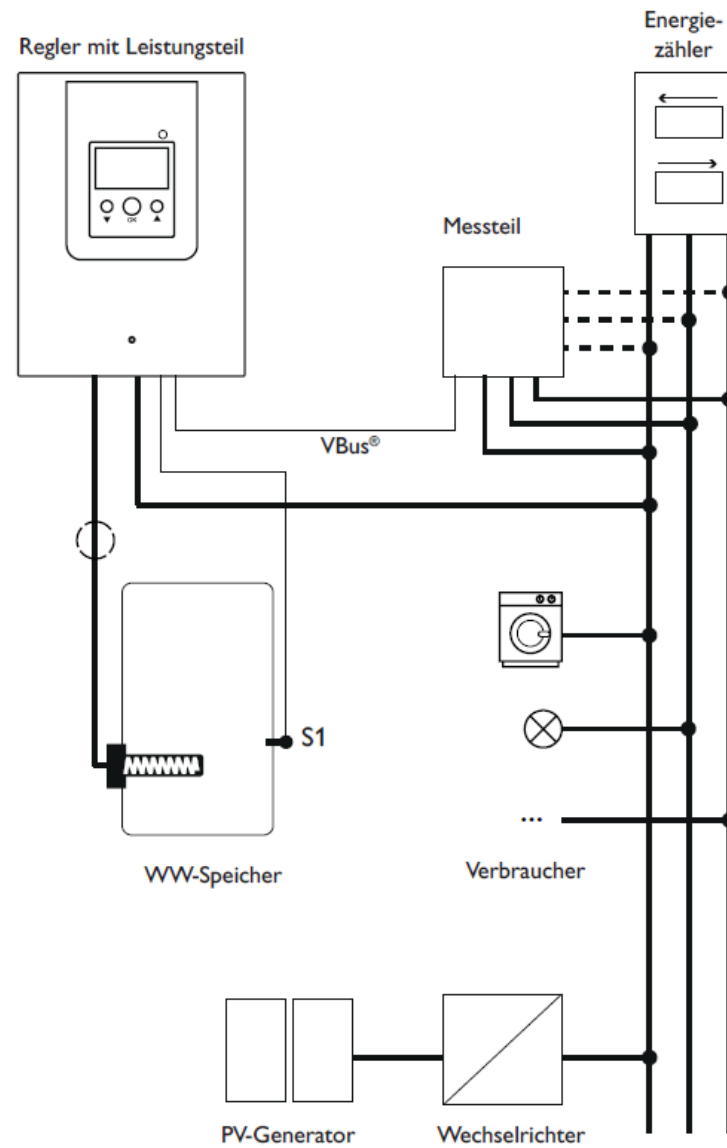 Energie-
zähler
Regler mit Leistungsteil
OK
Messteil
VBus®
S1
...
WW-Speicher
Verbraucher
PV-Generator
Wechselrichter